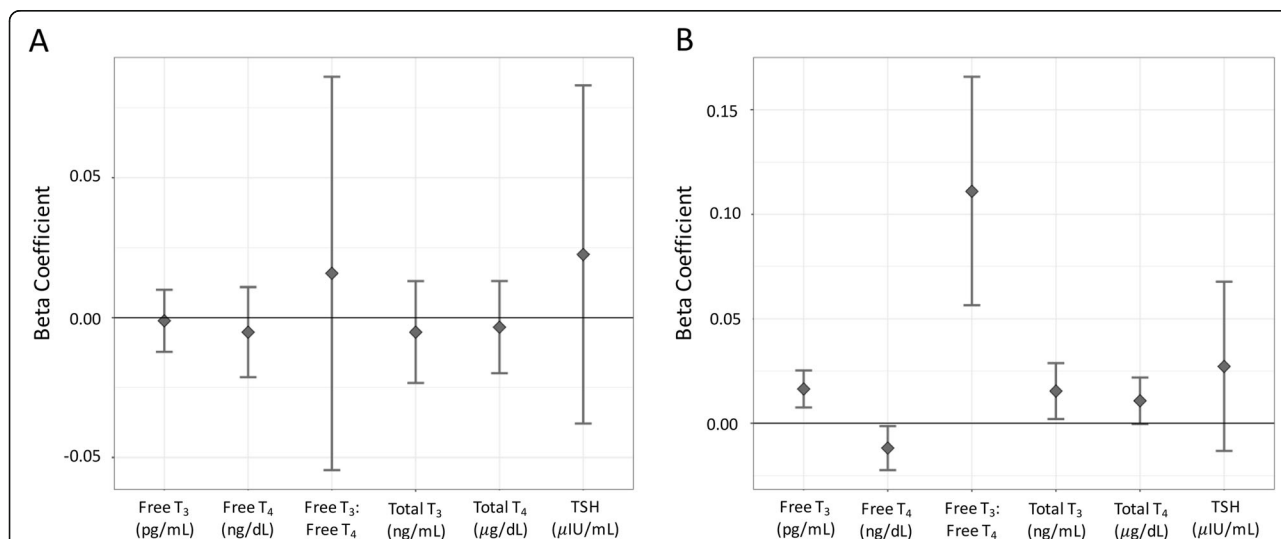 A
B
Beta Coefficient
0.05
0.00
-0.05
Free T₃
(pg/mL)
Free T₄
(ng/dL)
Free T₃:
Free T₄
Total T₃
(ng/mL)
Total T₄
(μg/dL)
TSH
(μIU/mL)
Beta Coefficient
0.15
0.10
0.05
0.00
Free T₃
(pg/mL)
Free T₄
(ng/dL)
Free T₃:
Free T₄
Total T₃
(ng/mL)
Total T₄
(μg/dL)
TSH
(μIU/mL)